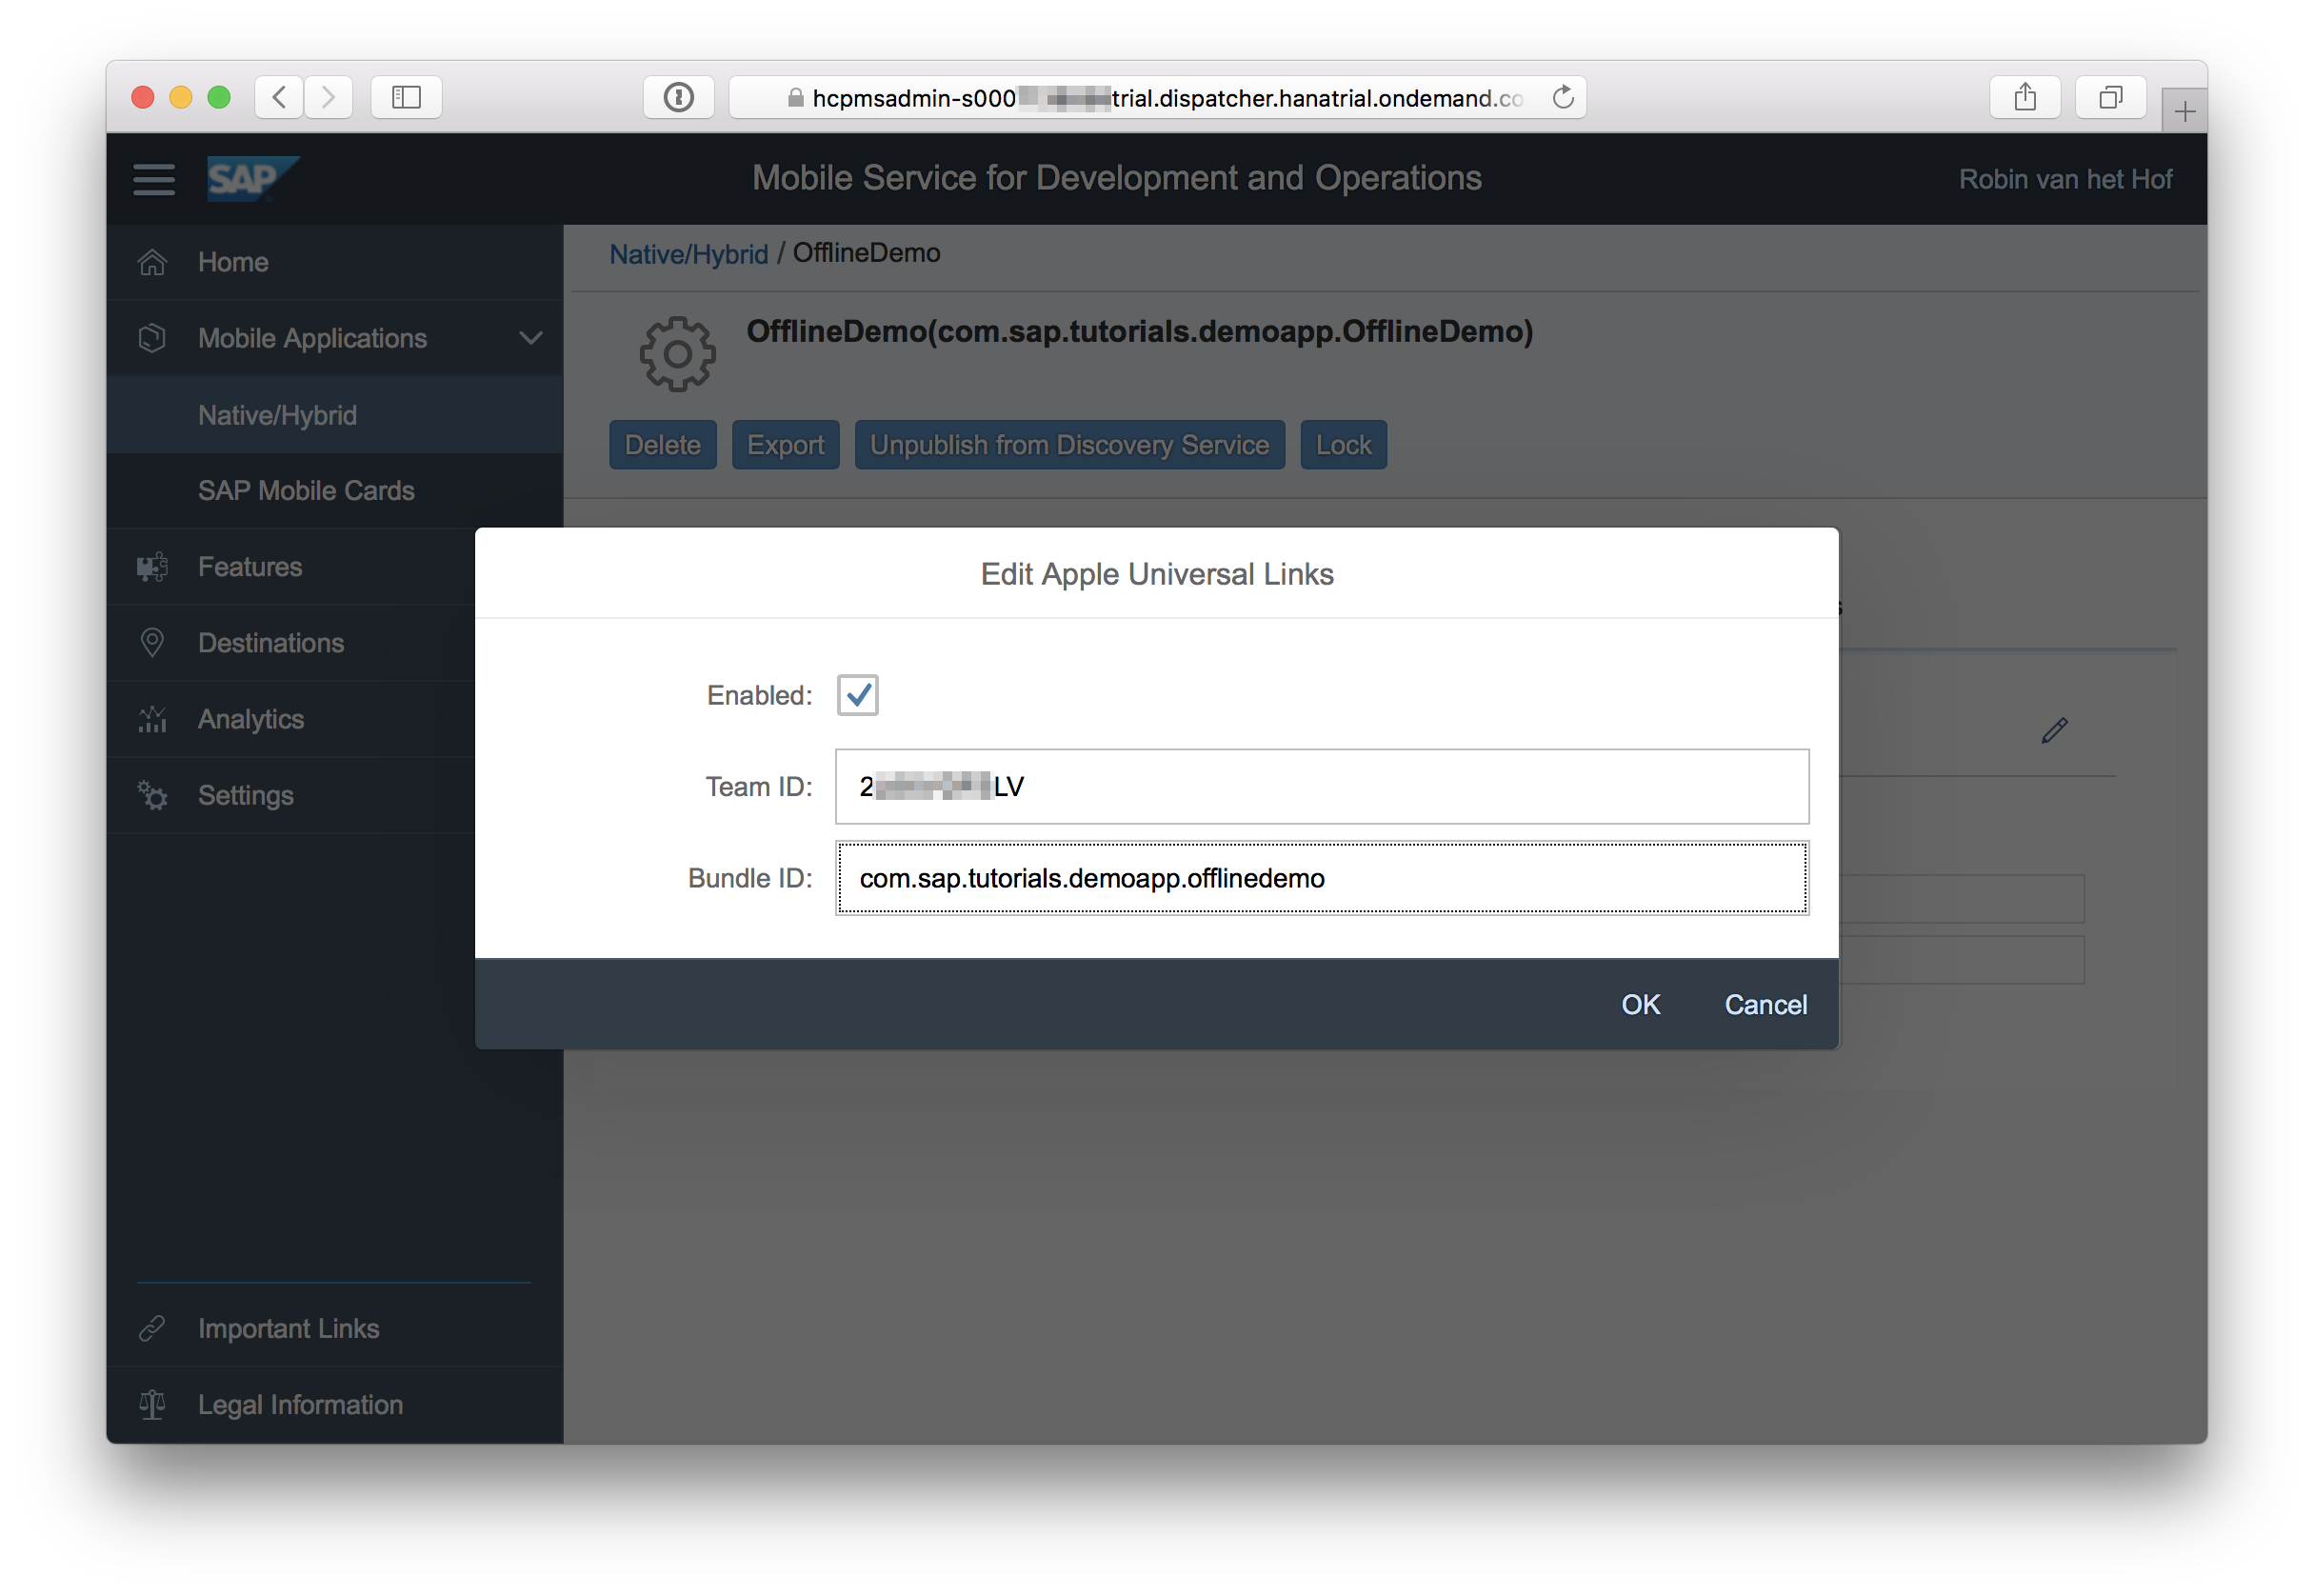 hcpmsadmin-s000 trial.dispatcher.hanatrial.ondemand.co
SAP
Mobile Service for Development and Operations
Robin van het Hof
Home
Mobile Applications
Native/Hybrid
SAP Mobile Cards
Features
Destinations
Analytics
Settings
Important Links
Legal Information
Native/Hybrid / OfflineDemo
OfflineDemo(com.sap.tutorials.demoapp.OfflineDemo)
Delete Export Unpublish from Discovery Service Lock
Edit Apple Universal Links
Enabled:
Team ID: 2 LV
Bundle ID: com.sap.tutorials.demoapp.offlinedemo
OK Cancel